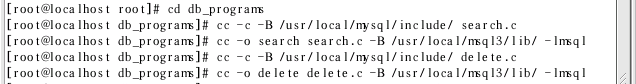 [root@localhost root]# cd db_programs
[root@localhost db_programs]# cc -c -B /usr/local/mysql/include/ search.c
[root@localhost db_programs]# cc -o search search.c -B /usr/local/msql3/lib/ -lmsql
[root@localhost db_programs]# cc -c -B /usr/local/mysql/include/ delete.c
[root@localhost db_programs]# cc -o delete delete.c -B /usr/local/msql3/lib/ -lmsql